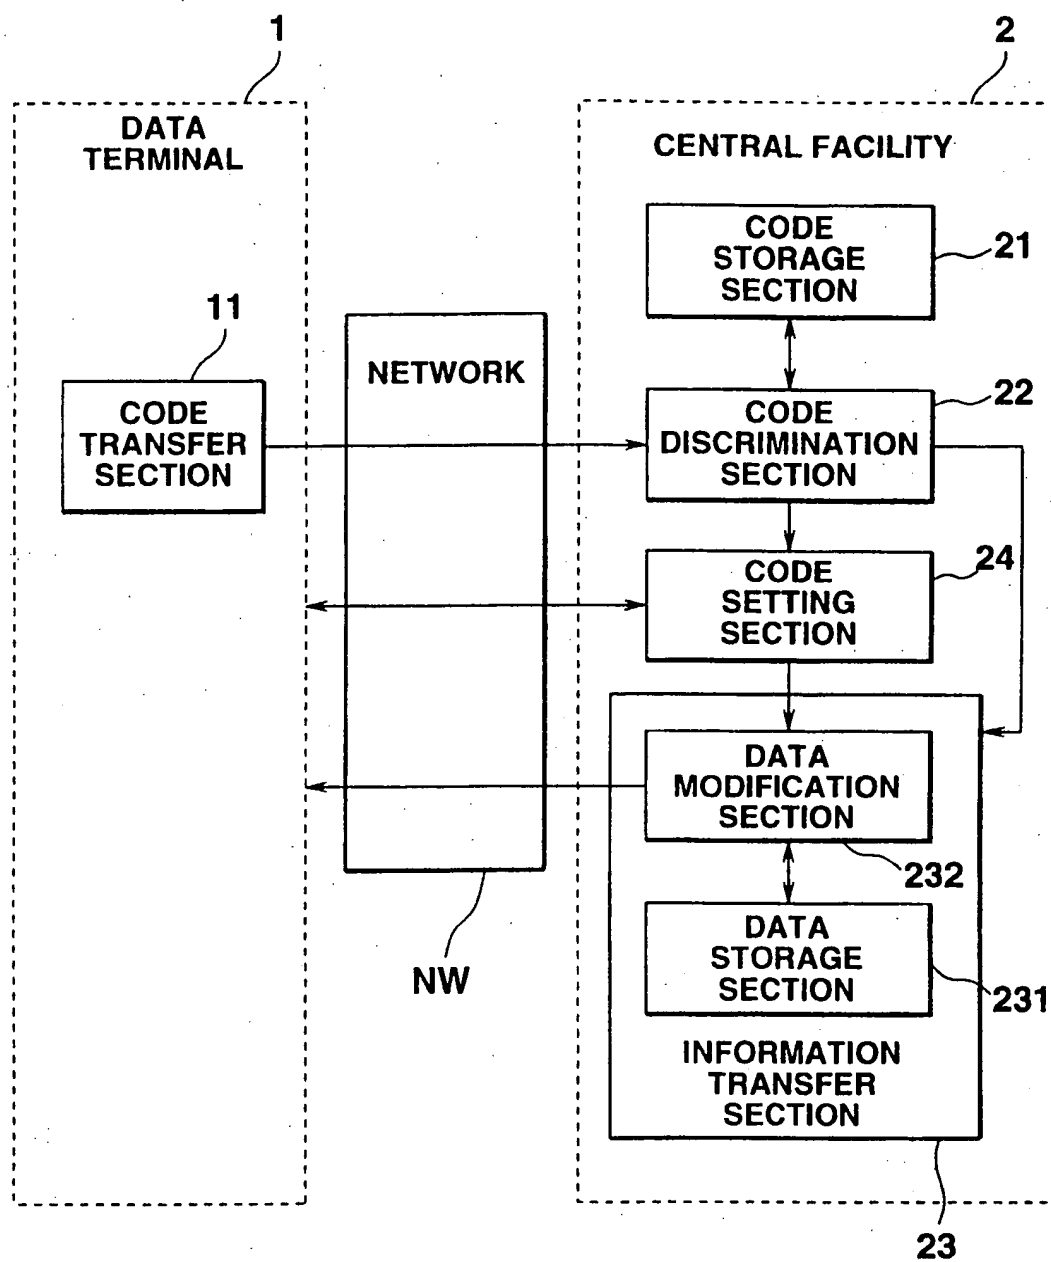 1
2
DATA
TERMINAL
CENTRAL FACILITY
CODE
STORAGE
SECTION
21
11
NETWORK
CODE
TRANSFER
SECTION
CODE
DISCRIMINATION
SECTION
22
CODE
SETTING
SECTION
24
DATA
MODIFICATION
SECTION
232
DATA
STORAGE
SECTION
231
NW
INFORMATION
TRANSFER
SECTION
23